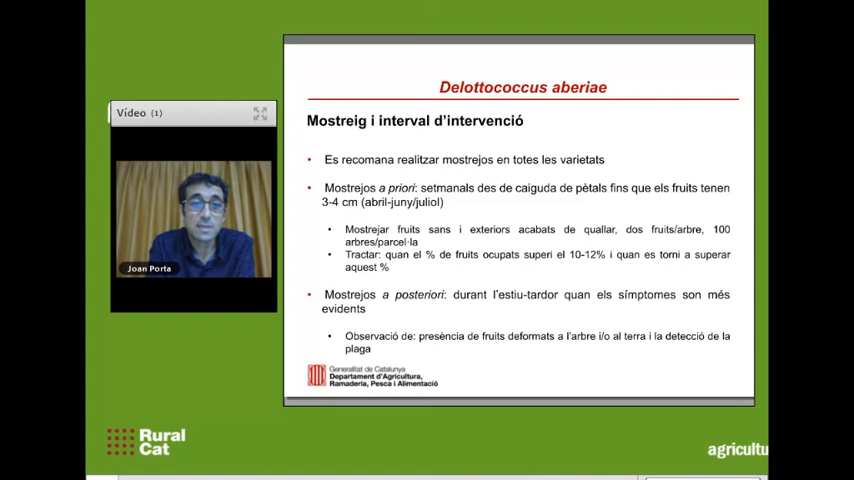 Vídeo (1)
Joan Porta
Delottococcus aberiae
Mostreig i interval d'intervenció
• Es recomana realitzar mostrejos en totes les varietats
• Mostrejos a priori: setmanals des de caiguda de pètals fins que els fruits tenen
3-4 cm (abril-juny/juliol)
• Mostrejar fruits sans i exteriors acabats de quallar, dos fruits/arbre, 100
arbres/parcel·la
• Tractar: quan el % de fruits ocupats superi el 10-12% i quan es torni a superar
aquest %
• Mostrejos a posteriori: durant l'estiu-tardor quan els símptomes son més
evidents
• Observació de: presència de fruits deformats a l'arbre i/o al terra i la detecció de la
plaga
Generalitat de Catalunya
Departament d'Agricultura,
Ramaderia, Pesca i Alimentació
Rural
Cat
agricultu